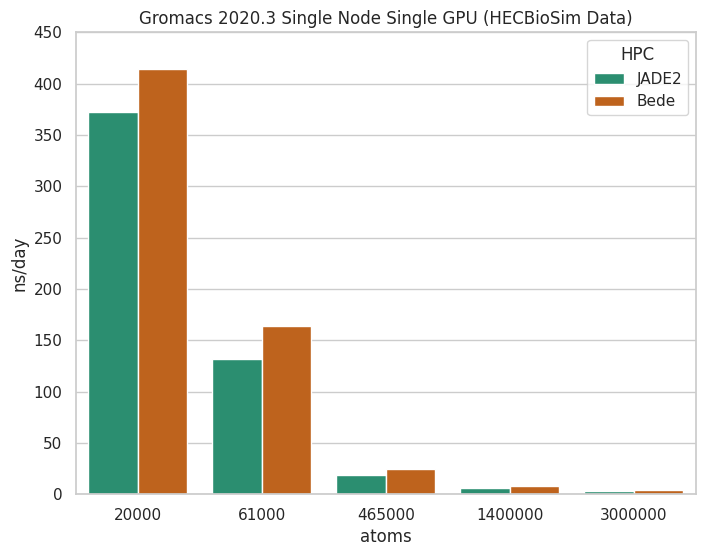 Gromacs 2020.3 Single Node Single GPU (HECBioSim Data)
HPC
JADE2
Bede
ns/day
450
400
350
300
250
200
150
100
50
0
20000
61000
465000
1400000
3000000
atoms